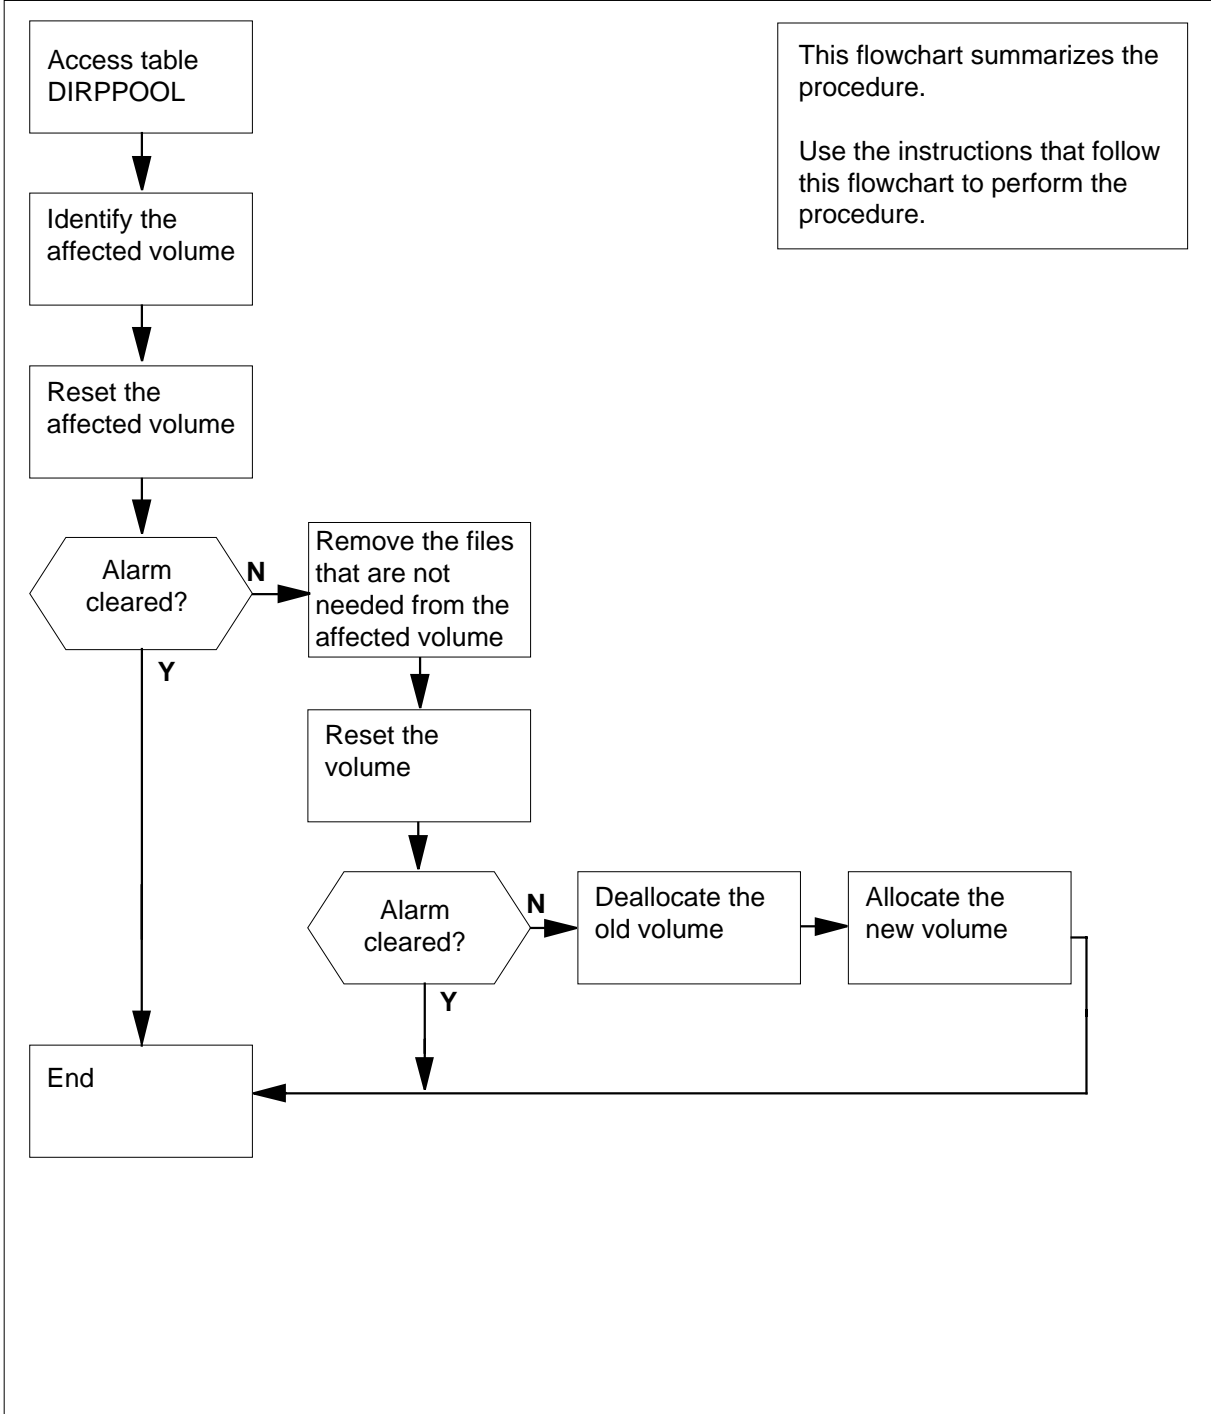 Access table
DIRPPOOL
This flowchart summarizes the
procedure.
Use the instructions that follow
this flowchart to perform the
procedure.
Identify the
affected volume
Reset the
affected volume
Alarm
cleared?
N
Y
Remove the files
that are not
needed from the
affected volume
Reset the
volume
Alarm
cleared?
N
Y
Deallocate the
old volume
Allocate the
new volume
End